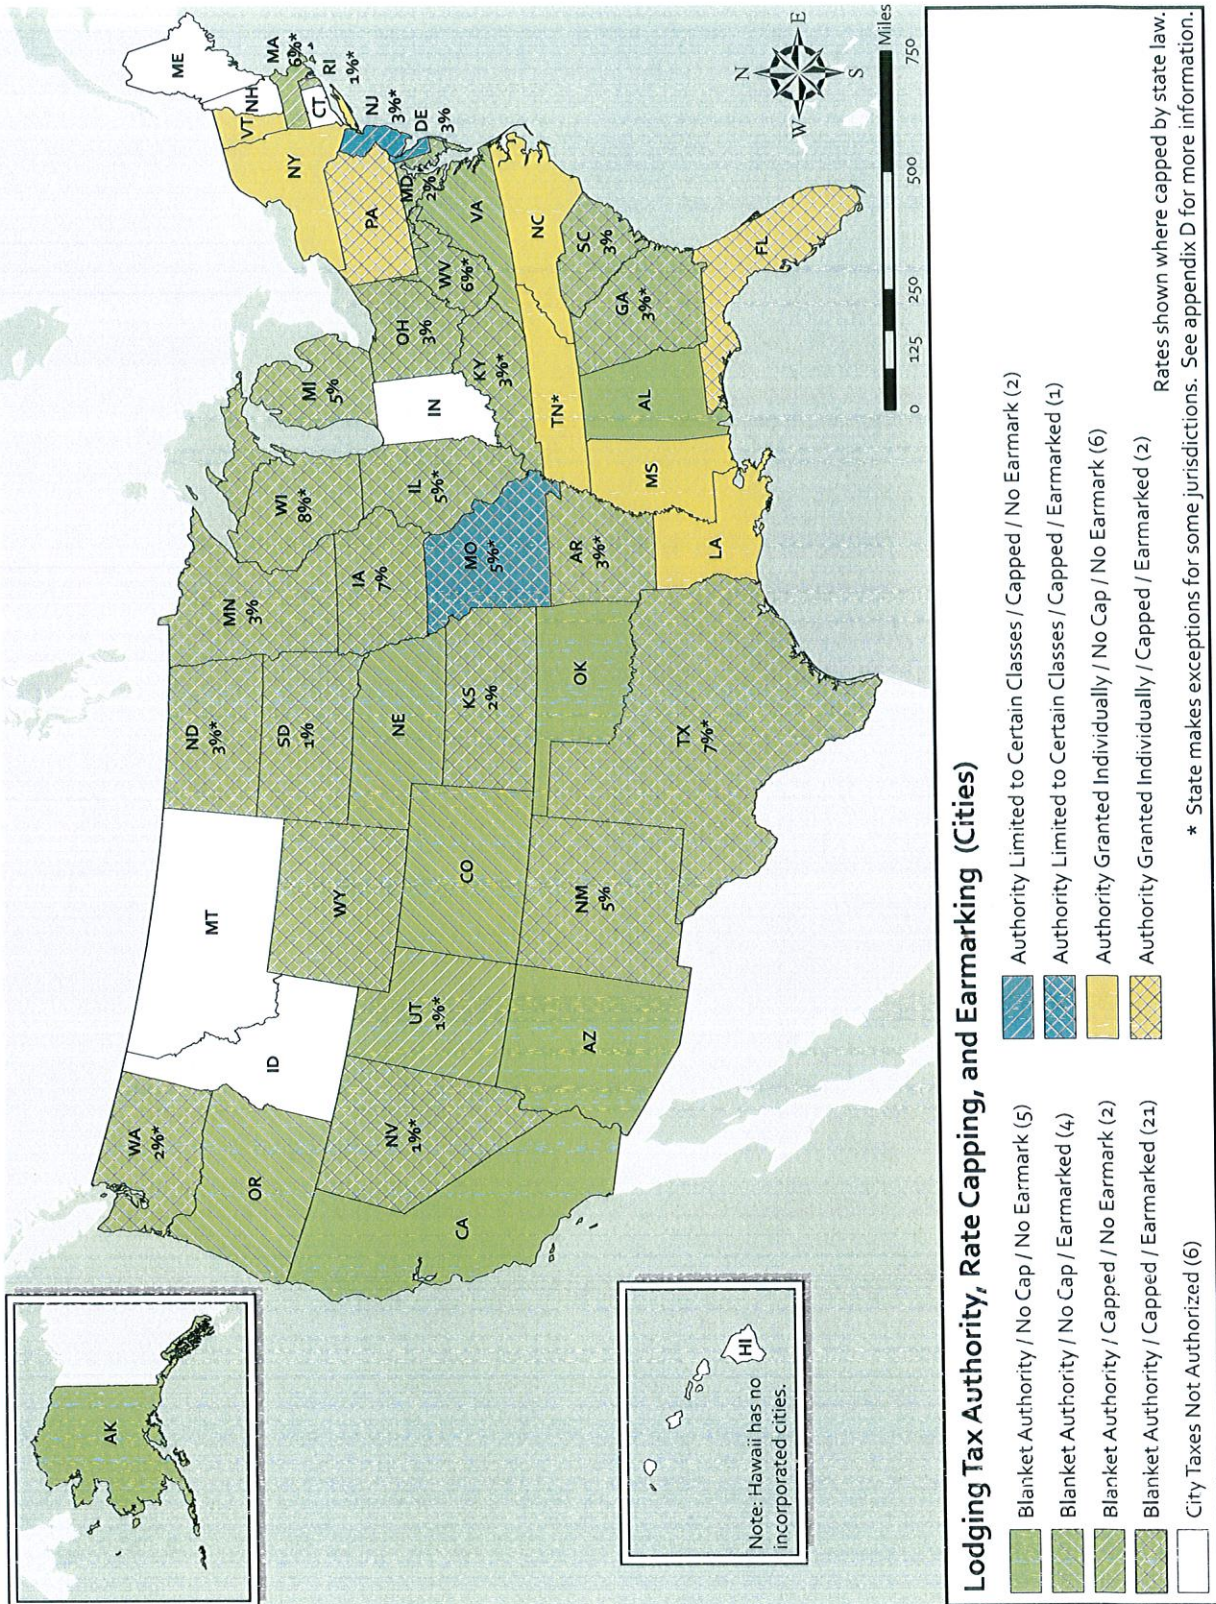 AK
Note: Hawaii has no
incorporated cities.
HI
WA
2%*
OR
CA
NV
1%*
ID
MT
UT
1%*
AZ
WY
CO
NM
5%
ND
3%*
SD
1%
NE
KS
2%
OK
TX
7%*
MN
3%
IA
7%
MO
5%*
AR
3%*
LA
WI
8%*
IL
5%*
MS
MI
5%
IN
KY
3%*
TN*
AL
OH
3%
WV
6%*
GA
3%*
SC
3%
FL
NC
VA
PA
MD
2%
NY
VT
NH
ME
MA
6%*
RI
1%*
CT
NJ
3%*
DE
3%
N
E
S
W
0 125 250 500 750
Miles
Lodging Tax Authority, Rate Capping, and Earmarking (Cities)
Blanket Authority / No Cap / No Earmark (5)
Blanket Authority / No Cap / Earmarked (4)
Blanket Authority / Capped / No Earmark (2)
Blanket Authority / Capped / Earmarked (21)
City Taxes Not Authorized (6)
Authority Limited to Certain Classes / Capped / No Earmark (2)
Authority Limited to Certain Classes / Capped / Earmarked (1)
Authority Granted Individually / No Cap / No Earmark (6)
Authority Granted Individually / Capped / Earmarked (2)
Rates shown where capped by state law.
* State makes exceptions for some jurisdictions. See appendix D for more information.